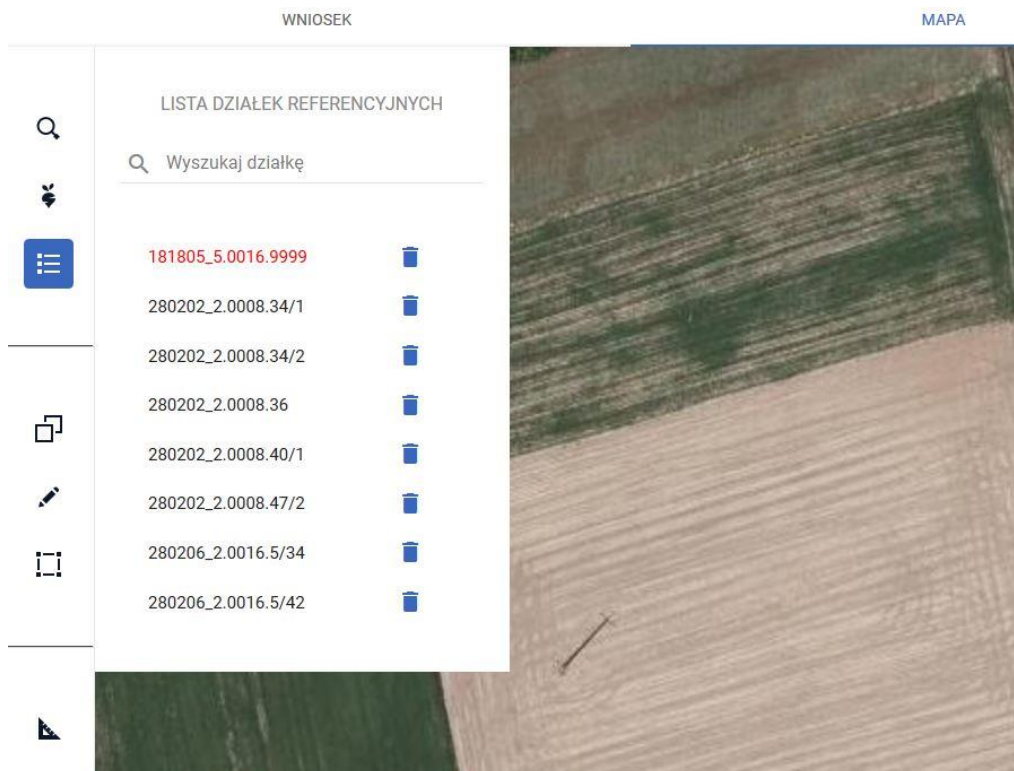 WNIOSEK MAPA
LISTA DZIAŁEK REFERENCYJNYCH
Wyszukaj działkę
181805_5.0016.9999
280202_2.0008.34/1
280202_2.0008.34/2
280202_2.0008.36
280202_2.0008.40/1
280202_2.0008.47/2
280206_2.0016.5/34
280206_2.0016.5/42